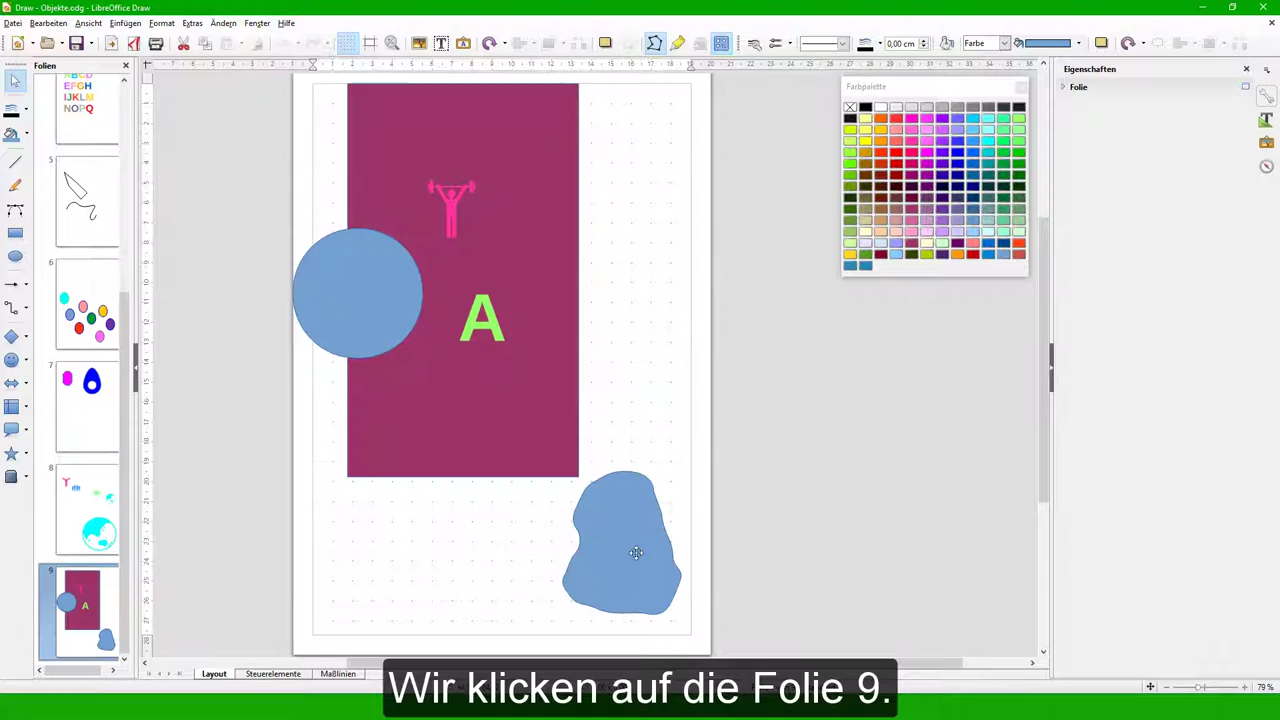 Draw - Objekte.odg - LibreOffice Draw
Datei Bearbeiten Ansicht Einfügen Format Extras Ändern Fenster Hilfe
0,00 cm
Farbe
Folien
Eigenschaften
Folie
Farbpalette
ABCD
EFGH
IJKLM
NOPQ
5
6
7
8
9
A
A
Layout Steuerelemente Maßlinien
79 %
Wir klicken auf die Folie 9.